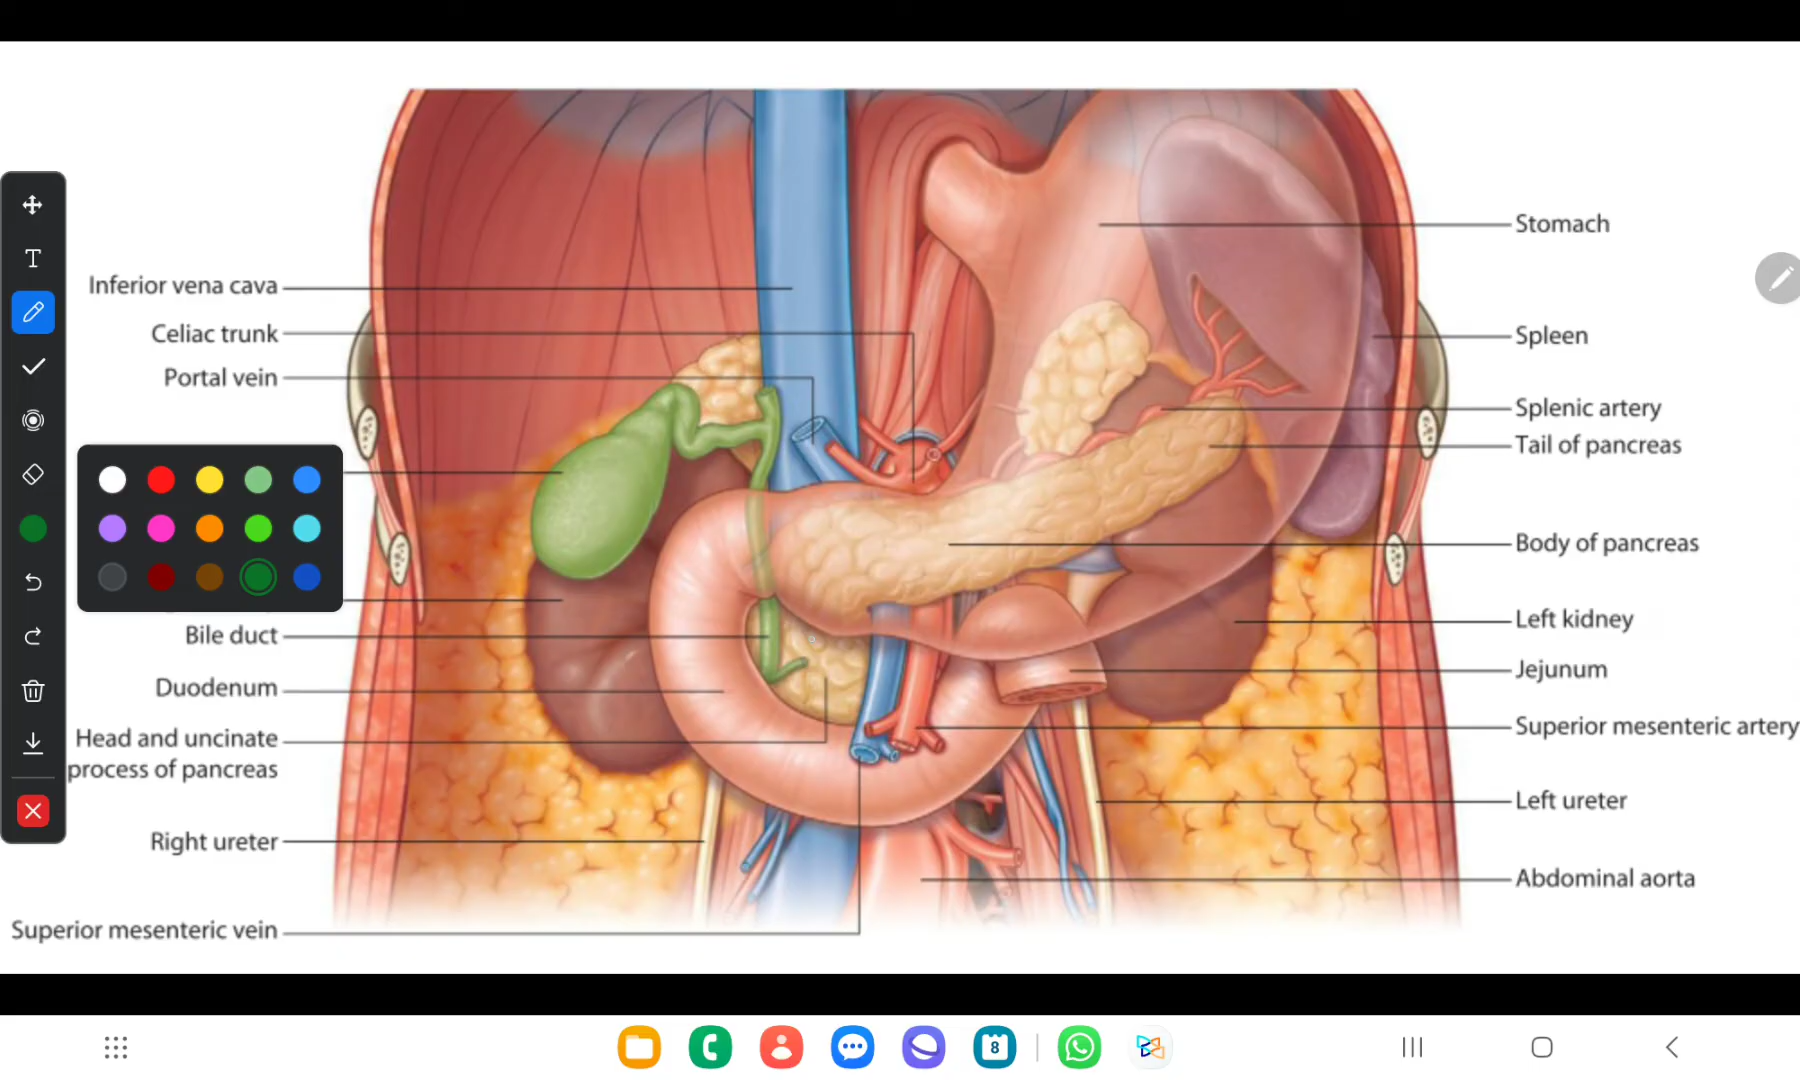 Inferior vena cava
Celiac trunk
Portal vein
Bile duct
Duodenum
Head and uncinate
process of pancreas
Right ureter
Superior mesenteric vein
Stomach
Spleen
Splenic artery
Tail of pancreas
Body of pancreas
Left kidney
Jejunum
Superior mesenteric artery
Left ureter
Abdominal aorta
T
8